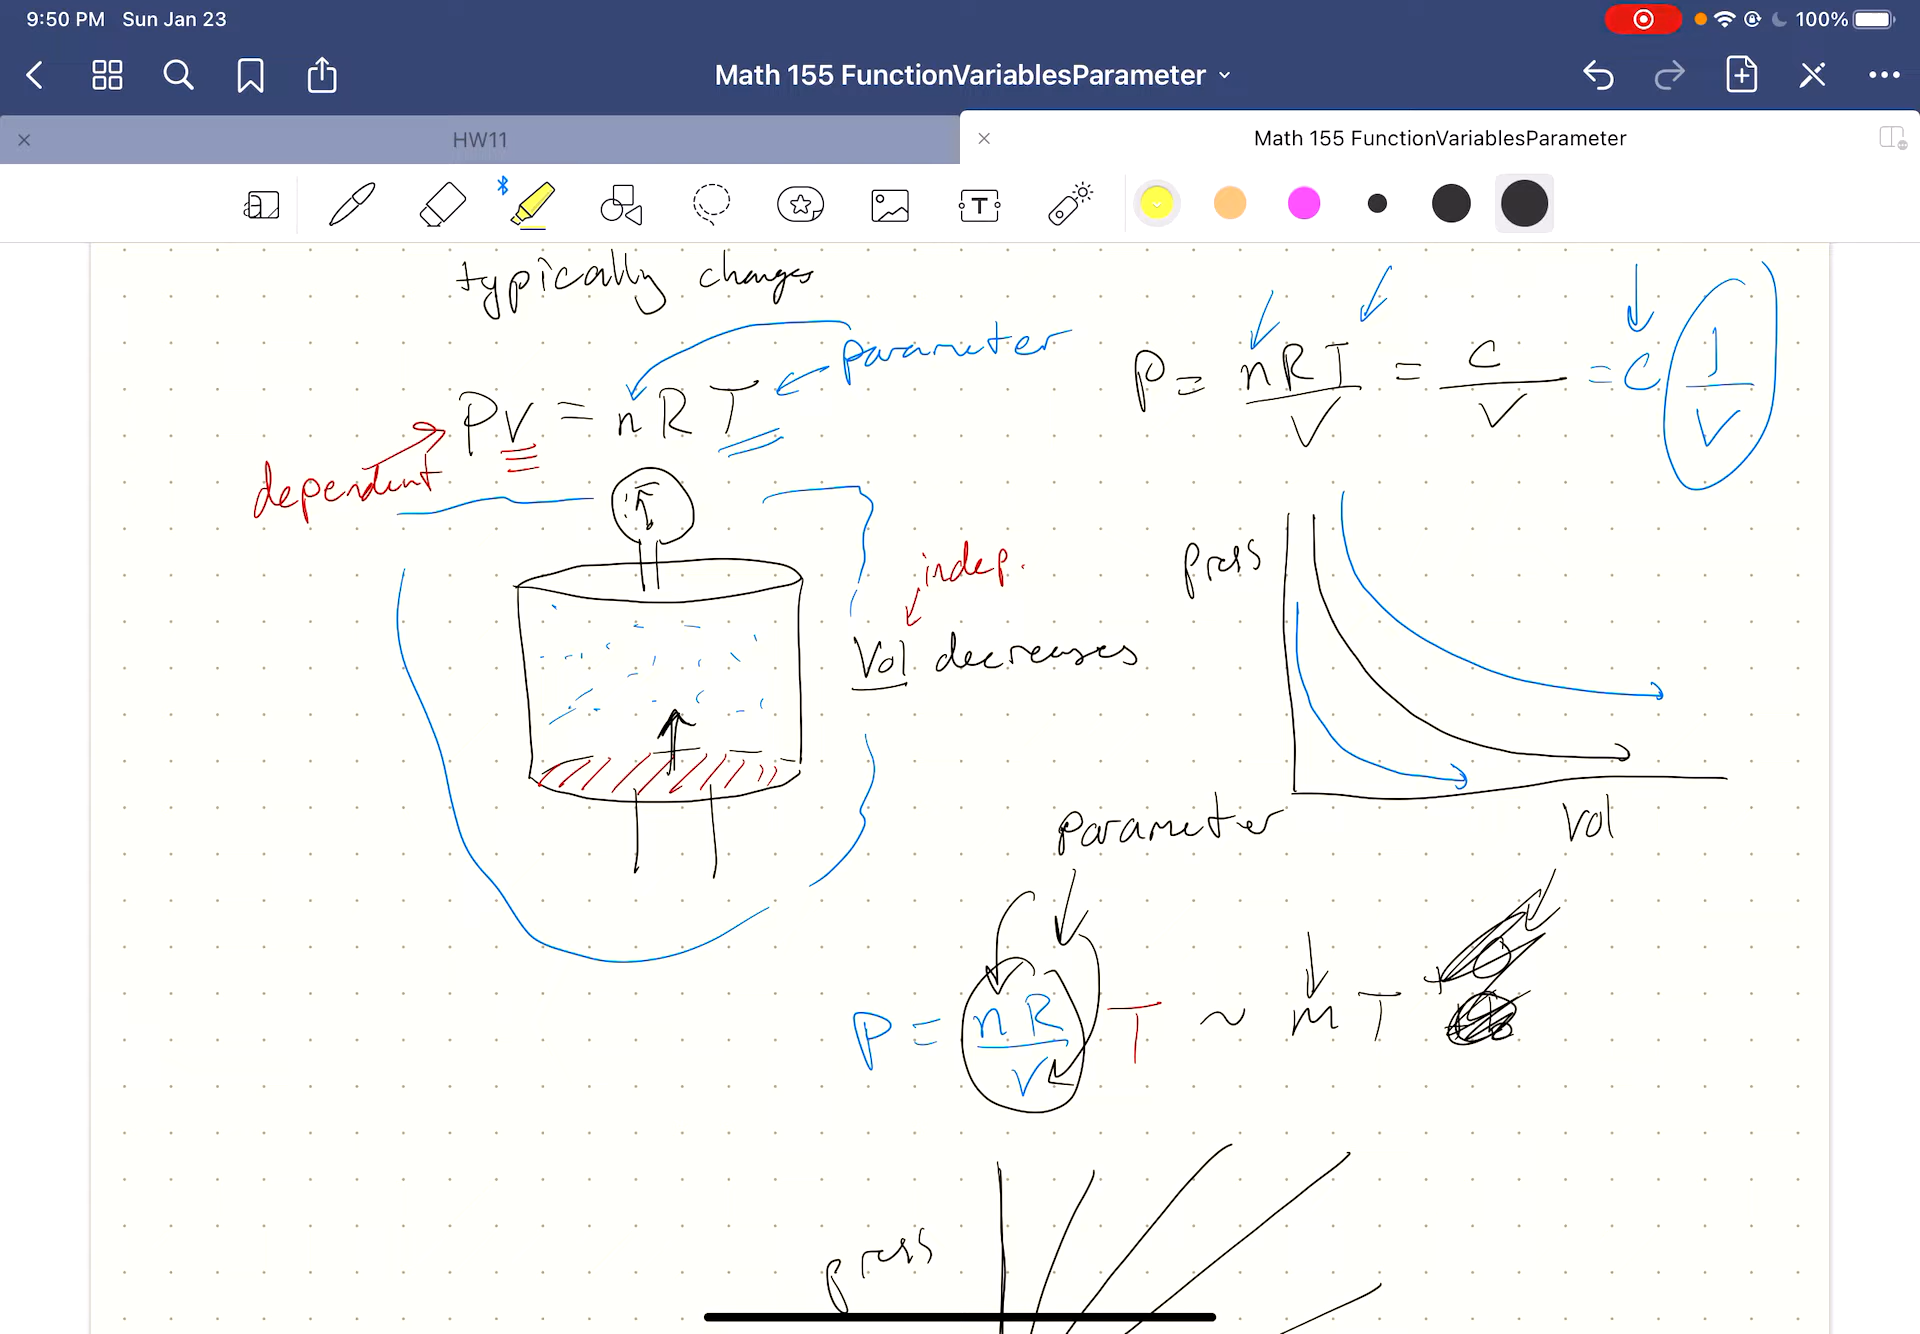 9:50 PM Sun Jan 23
100%
Math 155 FunctionVariablesParameter
HW11
Math 155 FunctionVariablesParameter
T
typically changes
parameter
PV = nRT
P = nRT/V = C/V = C 1/V
dependent
indep.
press
Vol decreases
parameter
Vol
P = nR/V T ~ mT
press